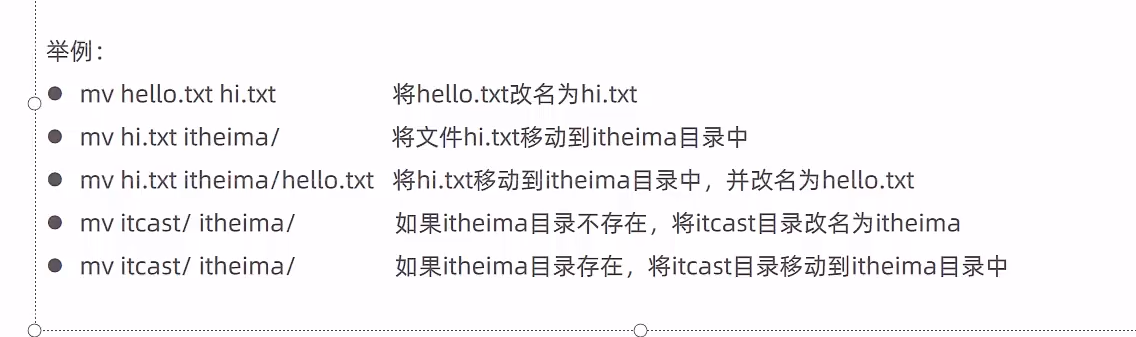 举例：
● mv hello.txt hi.txt 将hello.txt改名为hi.txt
● mv hi.txt itheima/ 将文件hi.txt移动到itheima目录中
● mv hi.txt itheima/hello.txt 将hi.txt移动到itheima目录中，并改名为hello.txt
● mv itcast/ itheima/ 如果itheima目录不存在，将itcast目录改名为itheima
● mv itcast/ itheima/ 如果itheima目录存在，将itcast目录移动到itheima目录中